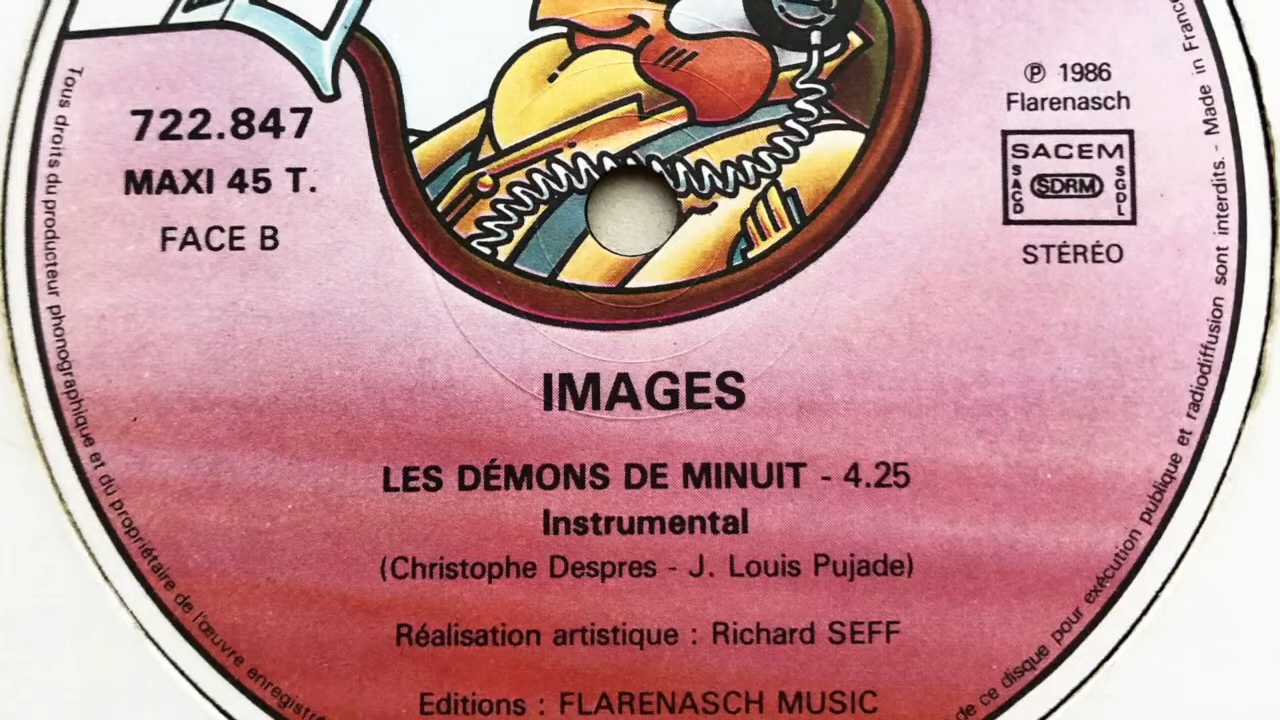 722.847
MAXI 45 T.
FACE B
℗ 1986
Flarenasch
SACEM
SACD
SDRM
SGDL
STÉRÉO
IMAGES
LES DÉMONS DE MINUIT - 4.25
Instrumental
(Christophe Despres - J. Louis Pujade)
Réalisation artistique : Richard SEFF
Editions : FLARENASCH MUSIC
Tous droits du producteur phonographique et du propriétaire de l'œuvre enregistré
de ce disque pour exécution publique et radiodiffusion sont interdits. - Made in France